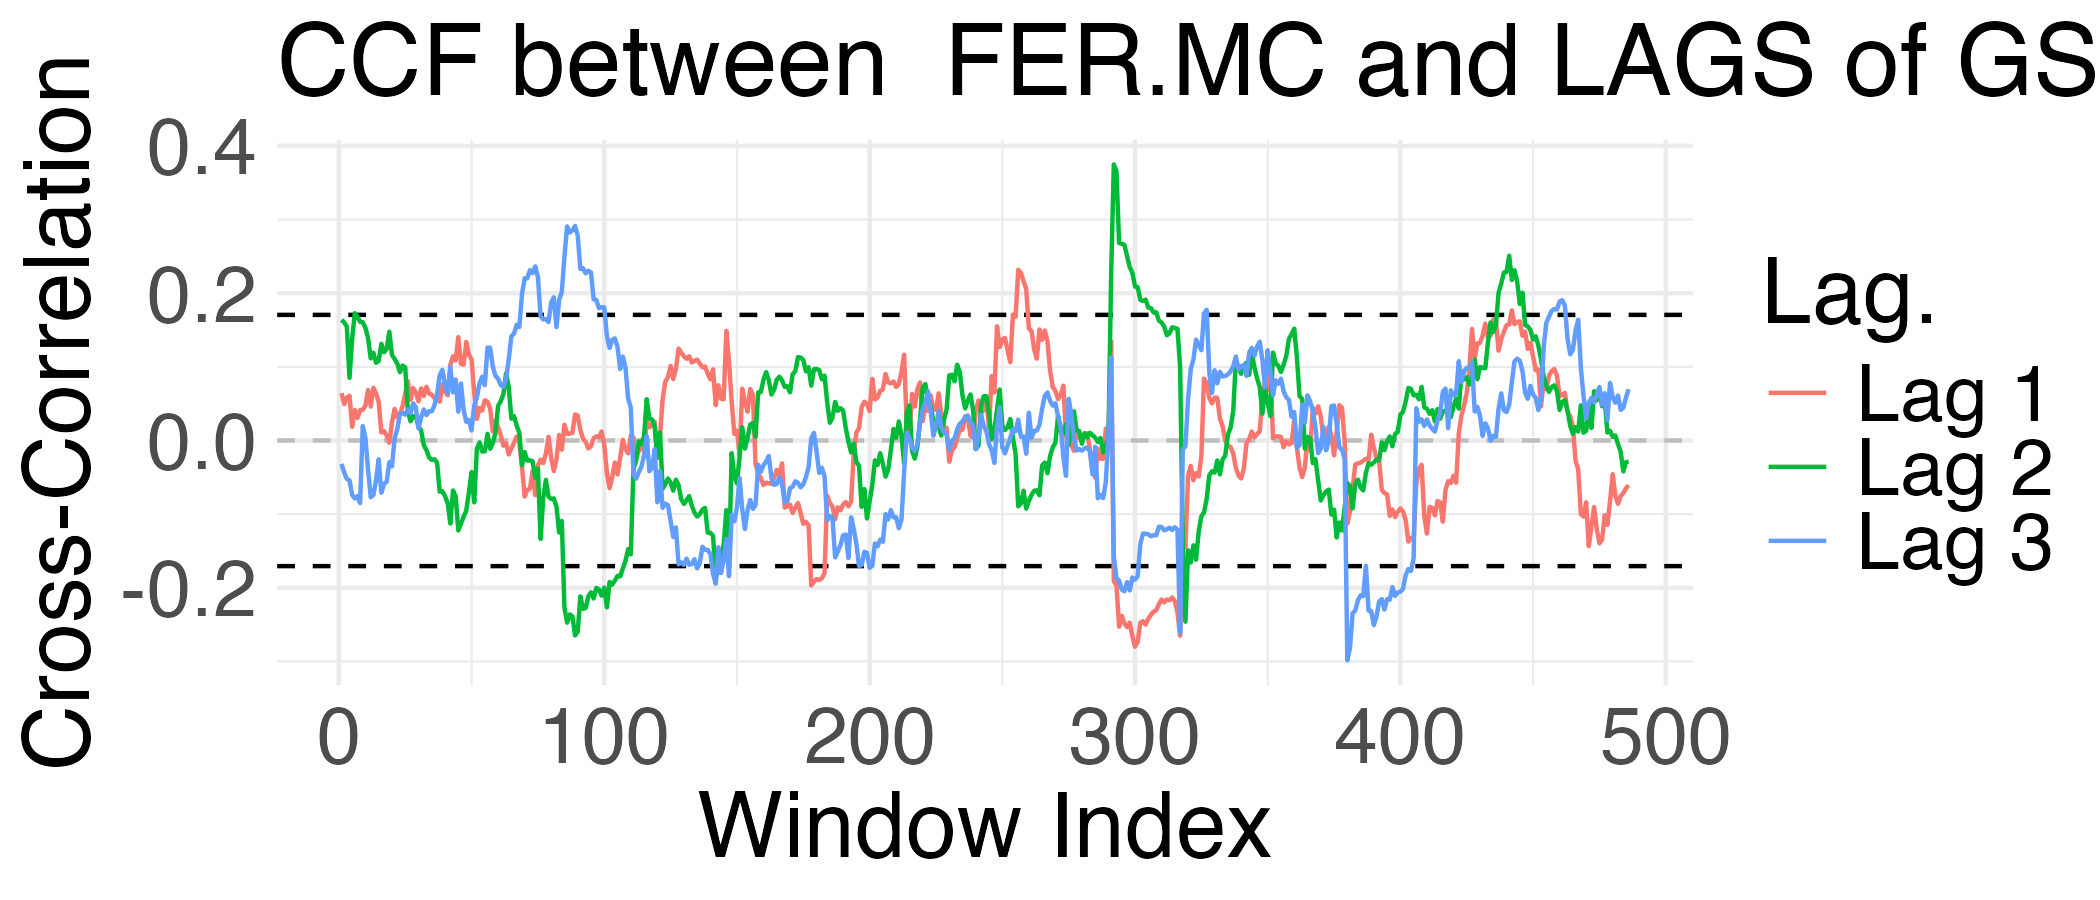 CCF between  FER.MC and LAGS of GS
Cross-Correlation
0.4
0.2
0.0
-0.2
0 100 200 300 400 500
Window Index
Lag.
Lag 1
Lag 2
Lag 3